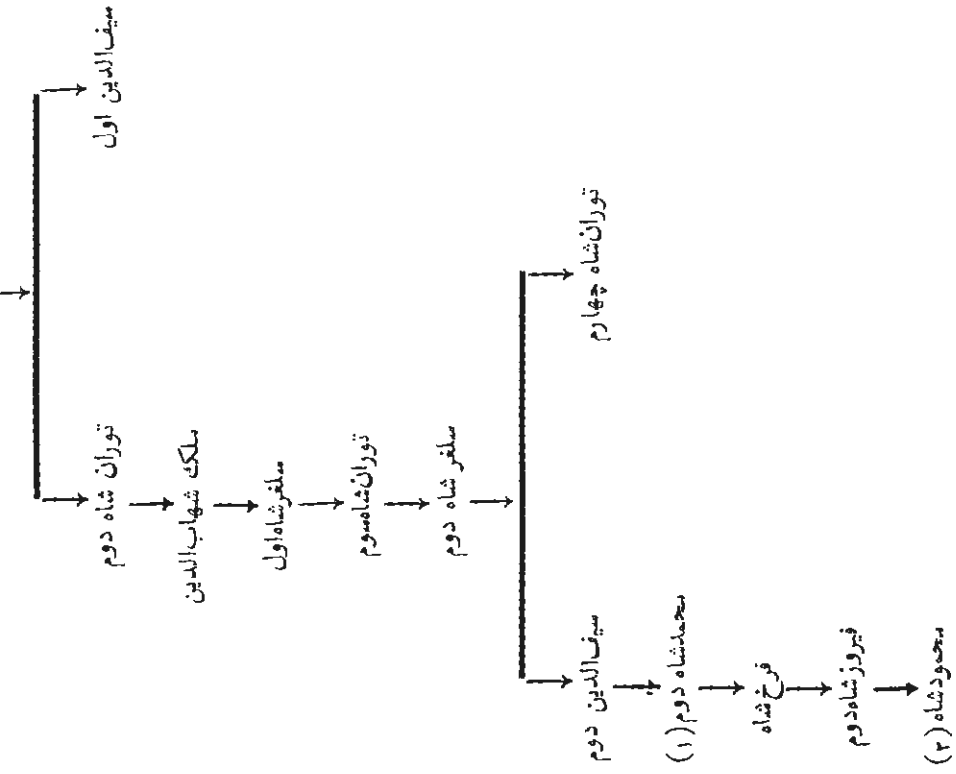 سیف‌الدین اول
توران شاه دوم
ملک شهاب‌الدین
سلغرشاه اول
توران‌شاه سوم
سلغر شاه دوم
توران‌شاه چهارم
سیف‌الدین دوم
محمدشاه دوم (۱)
فرخ شاه
فیروزشاه دوم
محمودشاه (۲)